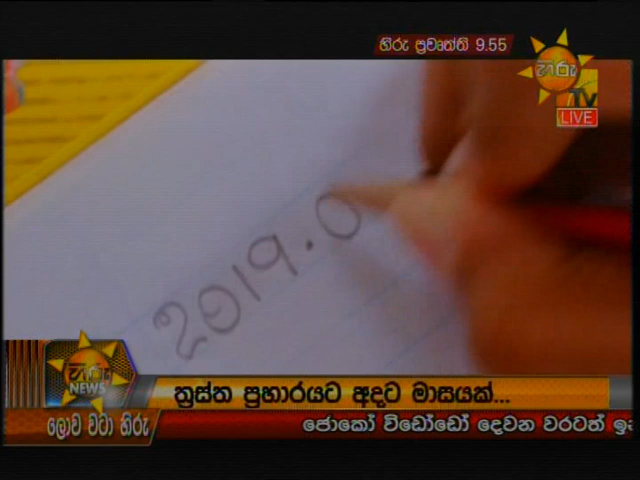 හිරු ප්‍රවෘත්ති 9.55
හිරු
TV
LIVE
2019.0
හිරු
NEWS
ත්‍රස්ත ප්‍රහාරයට අදට මාසයක්...
ලොව වටා හිරු
ජොකෝ විඩෝඩෝ දෙවන වරටත්